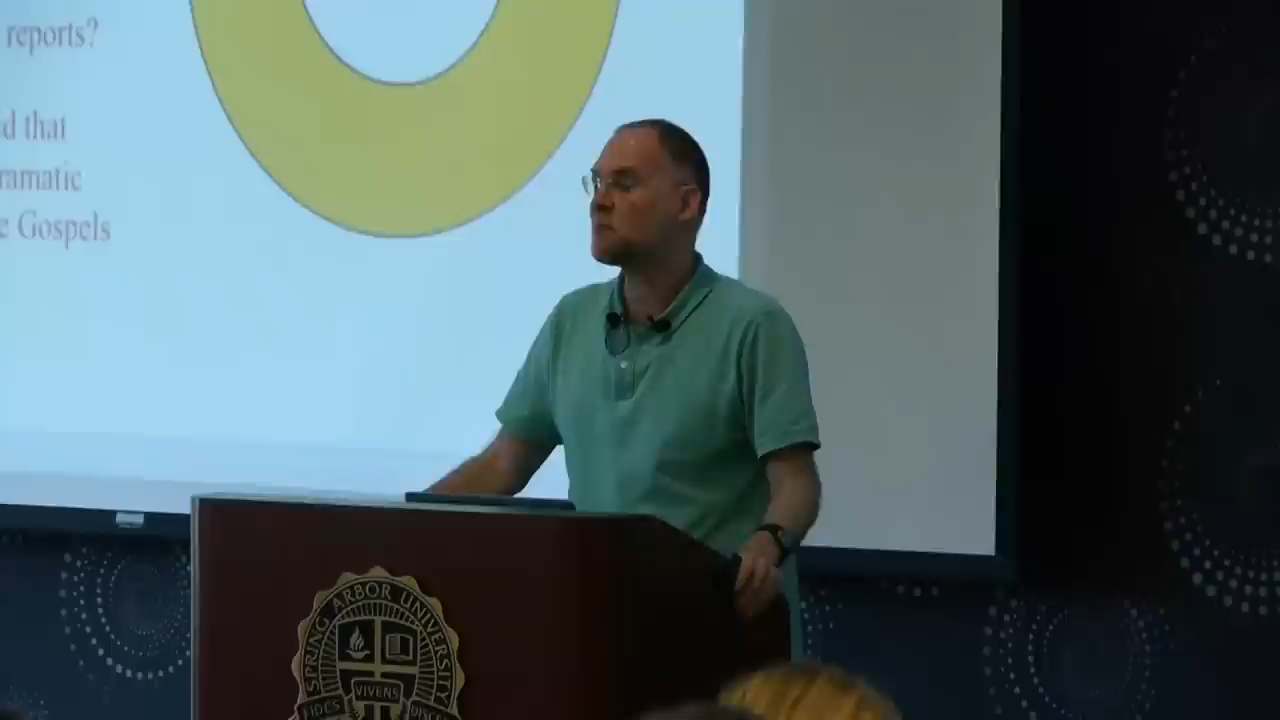 reports?
d that
ramatic
e Gospels
SPRING ARBOR UNIVERSITY
VIVENS
FIDES